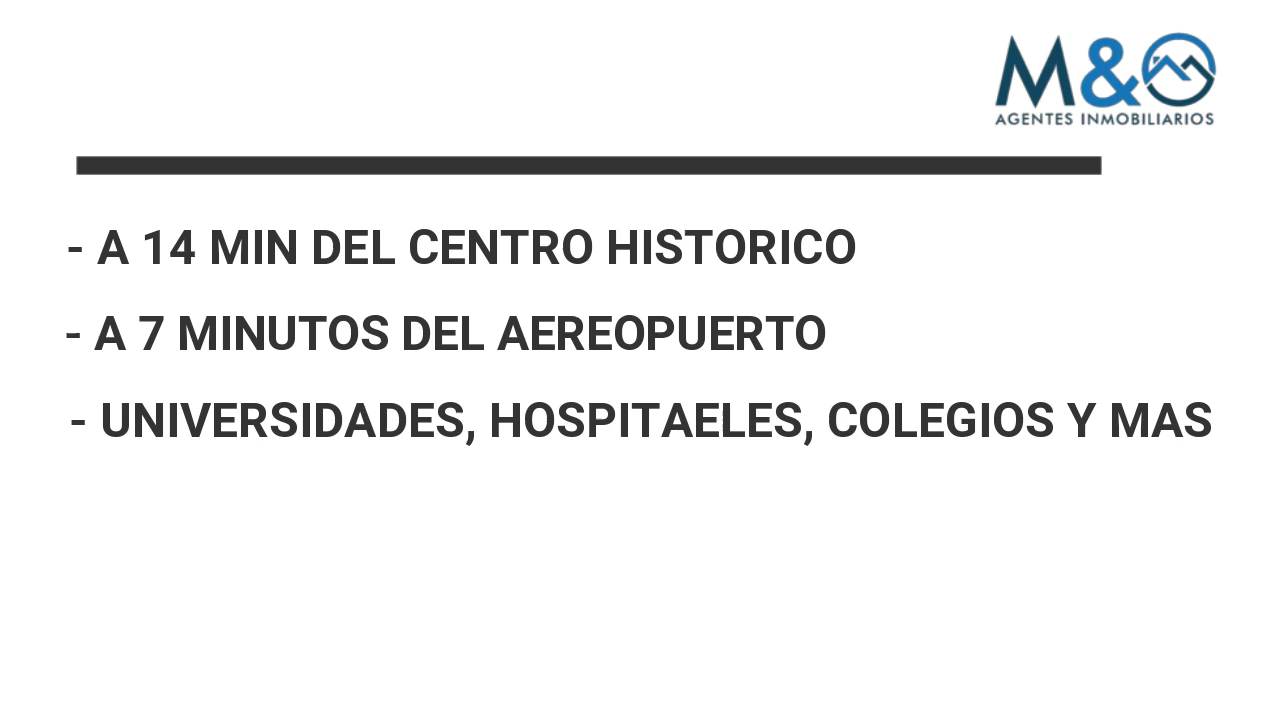 M&O
AGENTES INMOBILIARIOS
- A 14 MIN DEL CENTRO HISTORICO
- A 7 MINUTOS DEL AEREOPUERTO
- UNIVERSIDADES, HOSPITAELES, COLEGIOS Y MAS